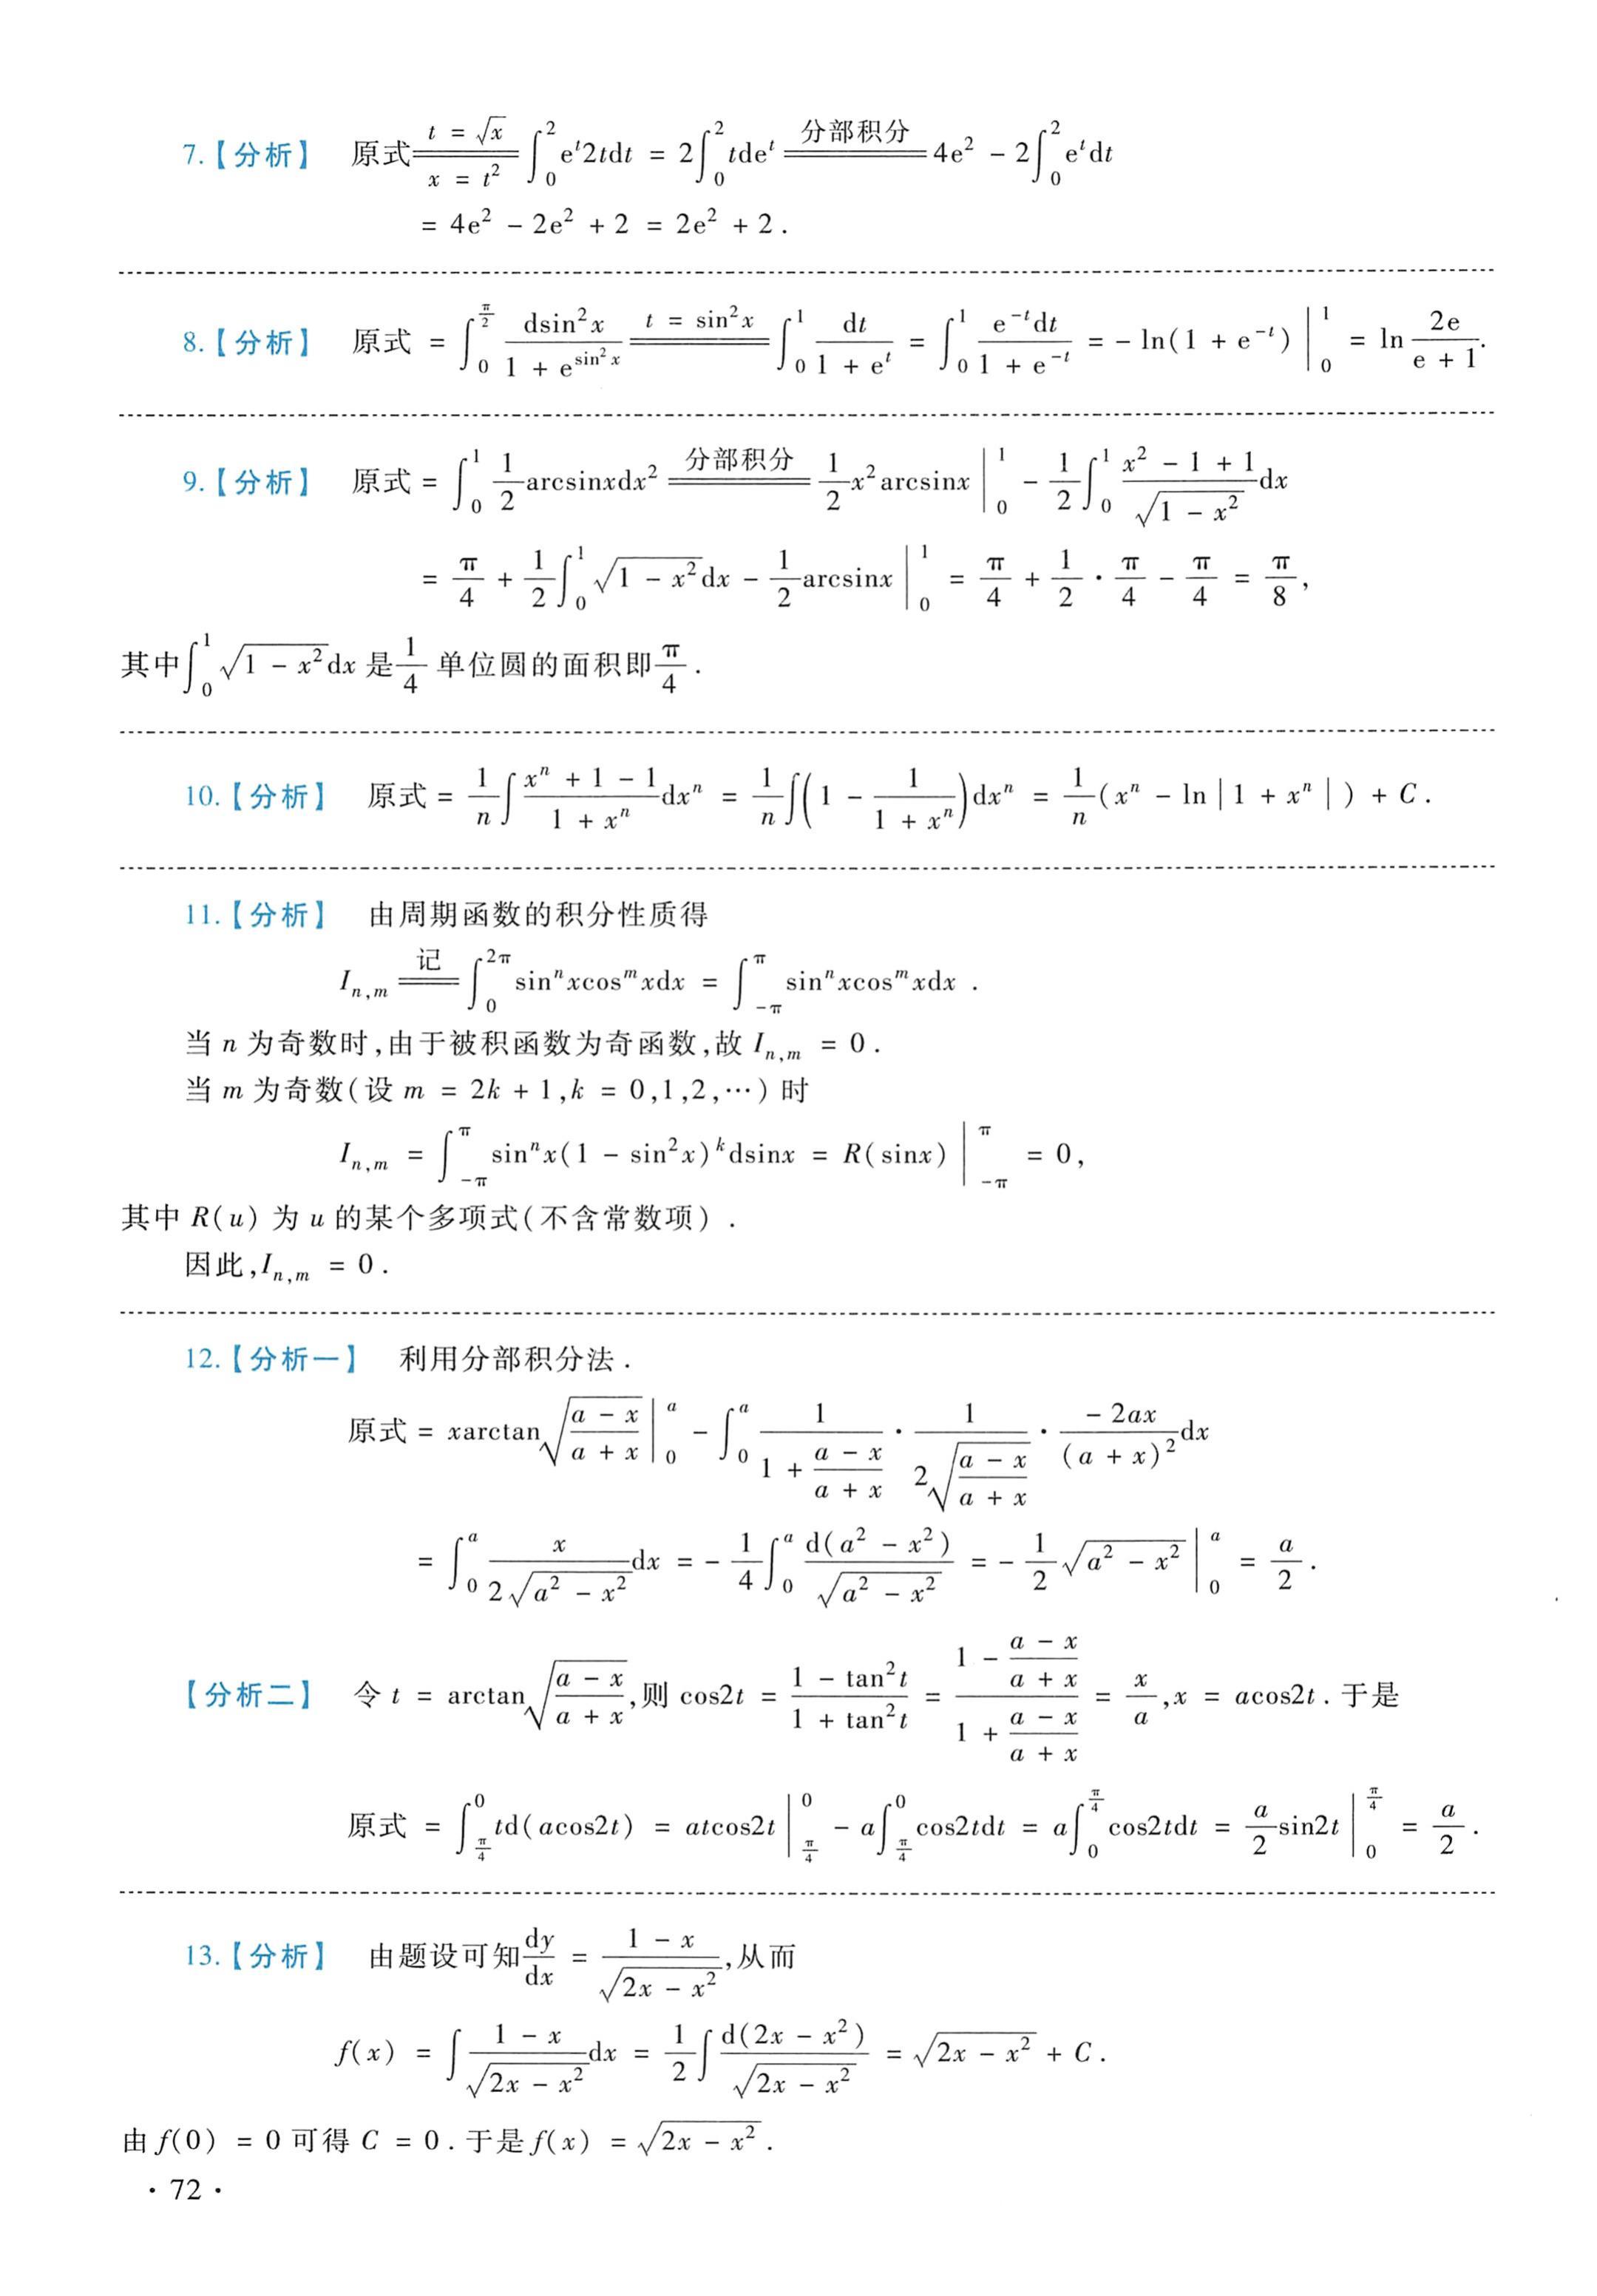 7.【分析】 原式 $\xlongequal[x = t^2]{t = \sqrt{x}} \int_0^2 e^t 2t dt = 2\int_0^2 t de^t \xlongequal{分部积分} 4e^2 - 2\int_0^2 e^t dt$
$= 4e^2 - 2e^2 + 2 = 2e^2 + 2.$
8.【分析】 原式 $= \int_0^{\frac{\pi}{2}} \frac{d\sin^2 x}{1 + e^{\sin^2 x}} \xlongequal{t = \sin^2 x} \int_0^1 \frac{dt}{1 + e^t} = \int_0^1 \frac{e^{-t}dt}{1 + e^{-t}} = -\ln(1 + e^{-t}) \Big|_0^1 = \ln\frac{2e}{e + 1}.$
9.【分析】 原式 $= \int_0^1 \frac{1}{2}\arcsin x dx^2 \xlongequal{分部积分} \frac{1}{2}x^2\arcsin x \Big|_0^1 - \frac{1}{2}\int_0^1 \frac{x^2 - 1 + 1}{\sqrt{1 - x^2}}dx$
$= \frac{\pi}{4} + \frac{1}{2}\int_0^1 \sqrt{1 - x^2}dx - \frac{1}{2}\arcsin x \Big|_0^1 = \frac{\pi}{4} + \frac{1}{2} \cdot \frac{\pi}{4} - \frac{\pi}{4} = \frac{\pi}{8},$
其中 $\int_0^1 \sqrt{1 - x^2}dx$ 是 $\frac{1}{4}$ 单位圆的面积即 $\frac{\pi}{4}$.
10.【分析】 原式 $= \frac{1}{n}\int \frac{x^n + 1 - 1}{1 + x^n}dx^n = \frac{1}{n}\int \left(1 - \frac{1}{1 + x^n}\right)dx^n = \frac{1}{n}(x^n - \ln|1 + x^n|) + C.$
11.【分析】 由周期函数的积分性质得
$I_{n,m} \xlongequal{记} \int_0^{2\pi} \sin^n x\cos^m x dx = \int_{-\pi}^{\pi} \sin^n x\cos^m x dx.$
当 n 为奇数时,由于被积函数为奇函数,故 $I_{n,m} = 0.$
当 m 为奇数(设 $m = 2k + 1, k = 0,1,2,\cdots$)时
$I_{n,m} = \int_{-\pi}^{\pi} \sin^n x(1 - \sin^2 x)^k d\sin x = R(\sin x) \Big|_{-\pi}^{\pi} = 0,$
其中 $R(u)$ 为 u 的某个多项式(不含常数项).
因此,$I_{n,m} = 0.$
12.【分析一】 利用分部积分法.
原式 $= x\arctan\sqrt{\frac{a - x}{a + x}} \Big|_0^a - \int_0^a \frac{1}{1 + \frac{a - x}{a + x}} \cdot \frac{1}{2\sqrt{\frac{a - x}{a + x}}} \cdot \frac{-2ax}{(a + x)^2}dx$
$= \int_0^a \frac{x}{2\sqrt{a^2 - x^2}}dx = -\frac{1}{4}\int_0^a \frac{d(a^2 - x^2)}{\sqrt{a^2 - x^2}} = -\frac{1}{2}\sqrt{a^2 - x^2} \Big|_0^a = \frac{a}{2}.$
【分析二】 令 $t = \arctan\sqrt{\frac{a - x}{a + x}}$,则 $\cos 2t = \frac{1 - \tan^2 t}{1 + \tan^2 t} = \frac{1 - \frac{a - x}{a + x}}{1 + \frac{a - x}{a + x}} = \frac{x}{a}, x = a\cos 2t.$ 于是
原式 $= \int_{\frac{\pi}{4}}^0 td(a\cos 2t) = at\cos 2t \Big|_{\frac{\pi}{4}}^0 - a\int_{\frac{\pi}{4}}^0 \cos 2t dt = a\int_0^{\frac{\pi}{4}} \cos 2t dt = \frac{a}{2}\sin 2t \Big|_0^{\frac{\pi}{4}} = \frac{a}{2}.$
13.【分析】 由题设可知 $\frac{dy}{dx} = \frac{1 - x}{\sqrt{2x - x^2}}$,从而
$f(x) = \int \frac{1 - x}{\sqrt{2x - x^2}}dx = \frac{1}{2}\int \frac{d(2x - x^2)}{\sqrt{2x - x^2}} = \sqrt{2x - x^2} + C.$
由 $f(0) = 0$ 可得 $C = 0.$ 于是 $f(x) = \sqrt{2x - x^2}.$
· 72 ·